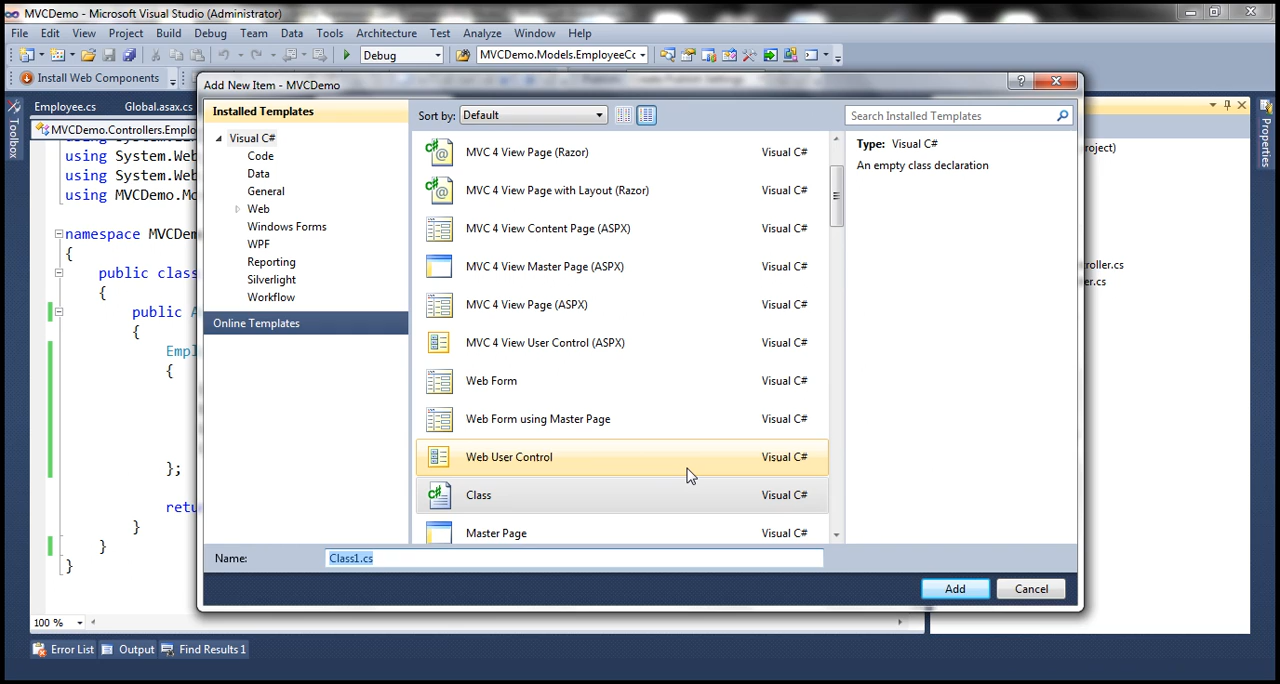 MVCDemo - Microsoft Visual Studio (Administrator)
File Edit View Project Build Debug Team Data Tools Architecture Test Analyze Window Help
Debug MVCDemo.Models.EmployeeCo
Install Web Components
Add New Item - MVCDemo
Employee.cs Global.asax.cs
MVCDemo.Controllers.Emplo
Toolbox
Properties
using System.Web
using System.Web
using MVCDemo.Mo
namespace MVCDem
{
public class
{
public A
{
Empl
{
};
retu
}
}
}
100 %
Installed Templates
Visual C#
Code
Data
General
Web
Windows Forms
WPF
Reporting
Silverlight
Workflow
Online Templates
Sort by: Default
Search Installed Templates
MVC 4 View Page (Razor) Visual C#
MVC 4 View Page with Layout (Razor) Visual C#
MVC 4 View Content Page (ASPX) Visual C#
MVC 4 View Master Page (ASPX) Visual C#
MVC 4 View Page (ASPX) Visual C#
MVC 4 View User Control (ASPX) Visual C#
Web Form Visual C#
Web Form using Master Page Visual C#
Web User Control Visual C#
Class Visual C#
Master Page Visual C#
Type: Visual C#
An empty class declaration
Name: Class1.cs
Add Cancel
roject)
roller.cs
er.cs
Error List Output Find Results 1